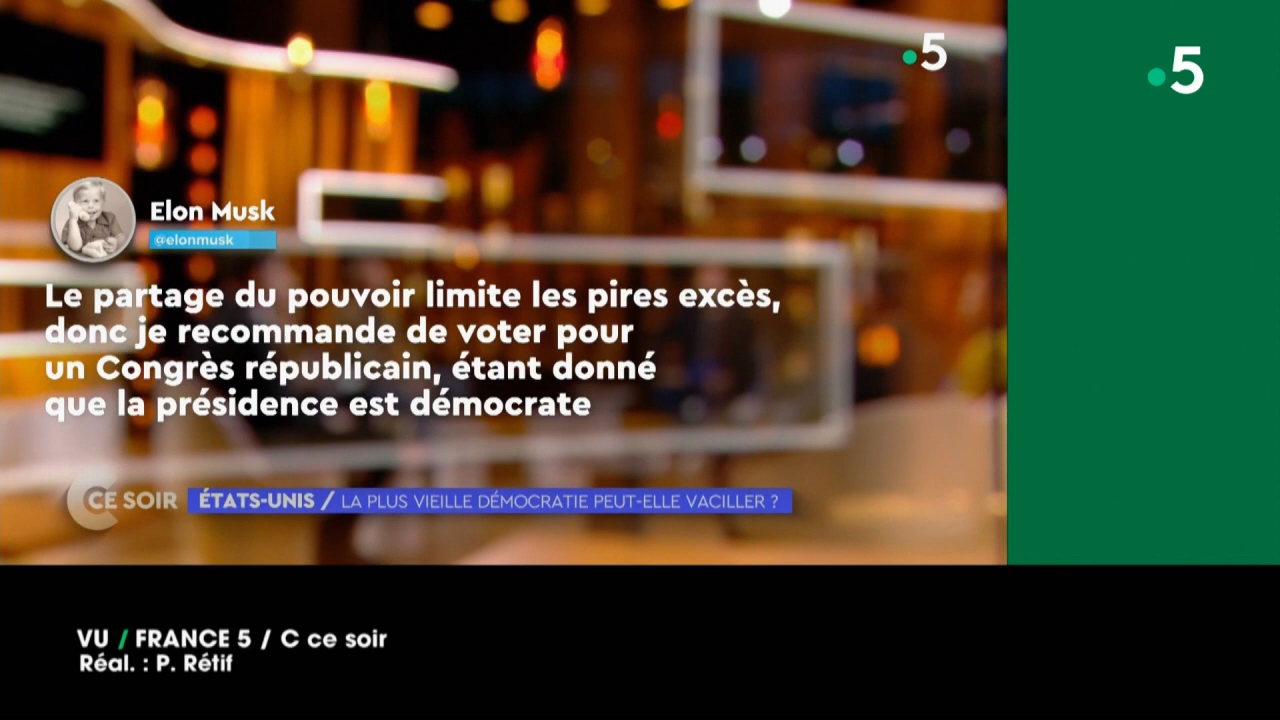 5
5
Elon Musk
@elonmusk
Le partage du pouvoir limite les pires excès,
donc je recommande de voter pour
un Congrès républicain, étant donné
que la présidence est démocrate
CE SOIR ÉTATS-UNIS / LA PLUS VIEILLE DÉMOCRATIE PEUT-ELLE VACILLER ?
VU / FRANCE 5 / C ce soir
Réal. : P. Rétif